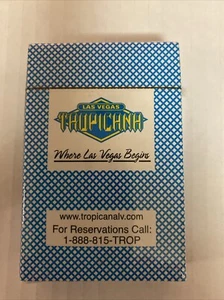 LAS VEGAS
TROPICANA
Where Las Vegas Begins
www.tropicanalv.com
For Reservations Call:
1-888-815-TROP